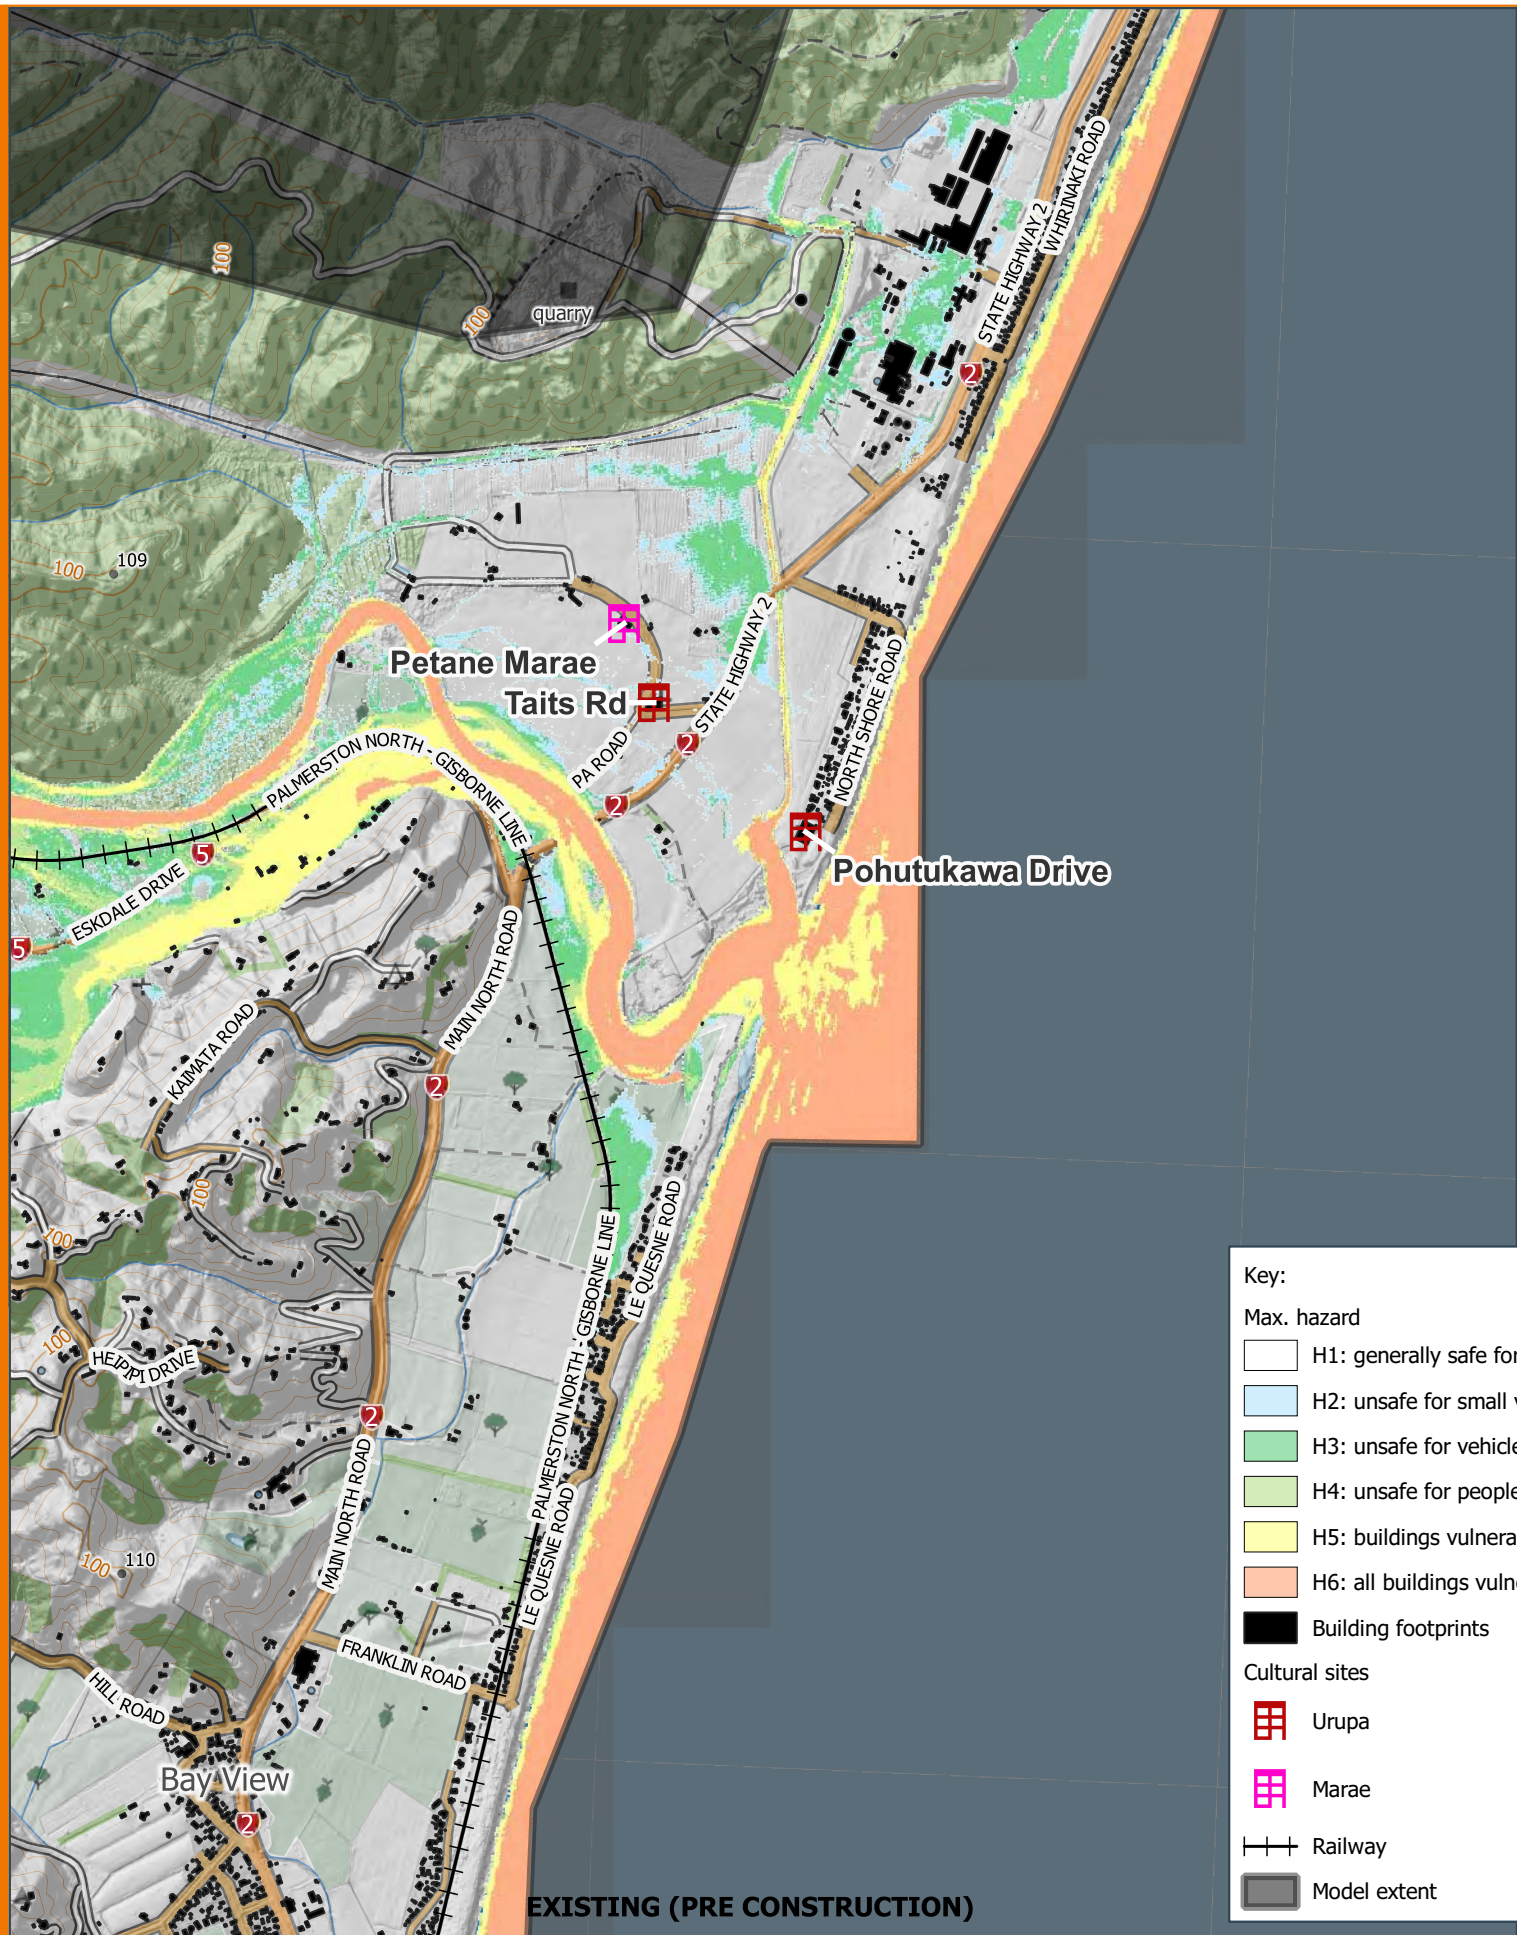 WHIRINAKI ROAD
STATE HIGHWAY 2
100
quarry
100
2
109
100
Petane Marae
Taits Rd
STATE HIGHWAY 2
NORTH SHORE ROAD
2
PA ROAD
PALMERSTON NORTH - GISBORNE LINE
2
5
Pohutukawa Drive
ESKDALE DRIVE
5
MAIN NORTH ROAD
KAIMATA ROAD
2
100
100
LE QUESNE ROAD
PALMERSTON NORTH - GISBORNE LINE
100
HEIPIPI DRIVE
2
MAIN NORTH ROAD
LE QUESNE ROAD
100
110
FRANKLIN ROAD
HILL ROAD
Bay View
2
EXISTING (PRE CONSTRUCTION)
Key:
Max. hazard
H1: generally safe for
H2: unsafe for small
H3: unsafe for vehicle
H4: unsafe for people
H5: buildings vulnera
H6: all buildings vuln
Building footprints
Cultural sites
Urupa
Marae
Railway
Model extent